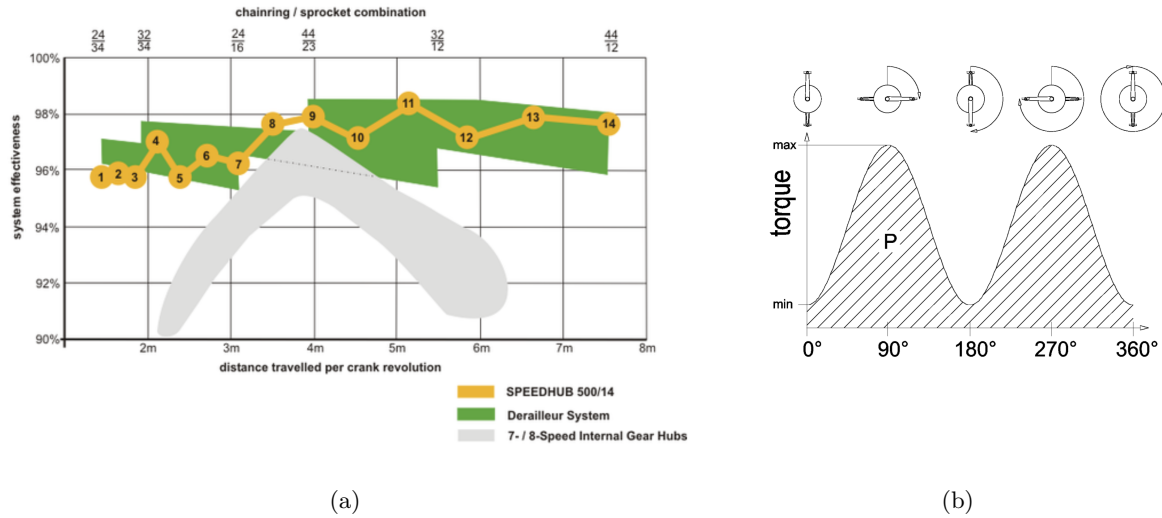 chainring / sprocket combination
24/34 32/34 24/16 44/23 32/12 44/12
100%
98%
96%
94%
92%
90%
system effectiveness
1 2 3 4 5 6 7 8 9 10 11 12 13 14
2m 3m 4m 5m 6m 7m 8m
distance travelled per crank revolution
SPEEDHUB 500/14
Derailleur System
7- / 8-Speed Internal Gear Hubs
(a)
max
torque
P
min
0° 90° 180° 270° 360°
(b)